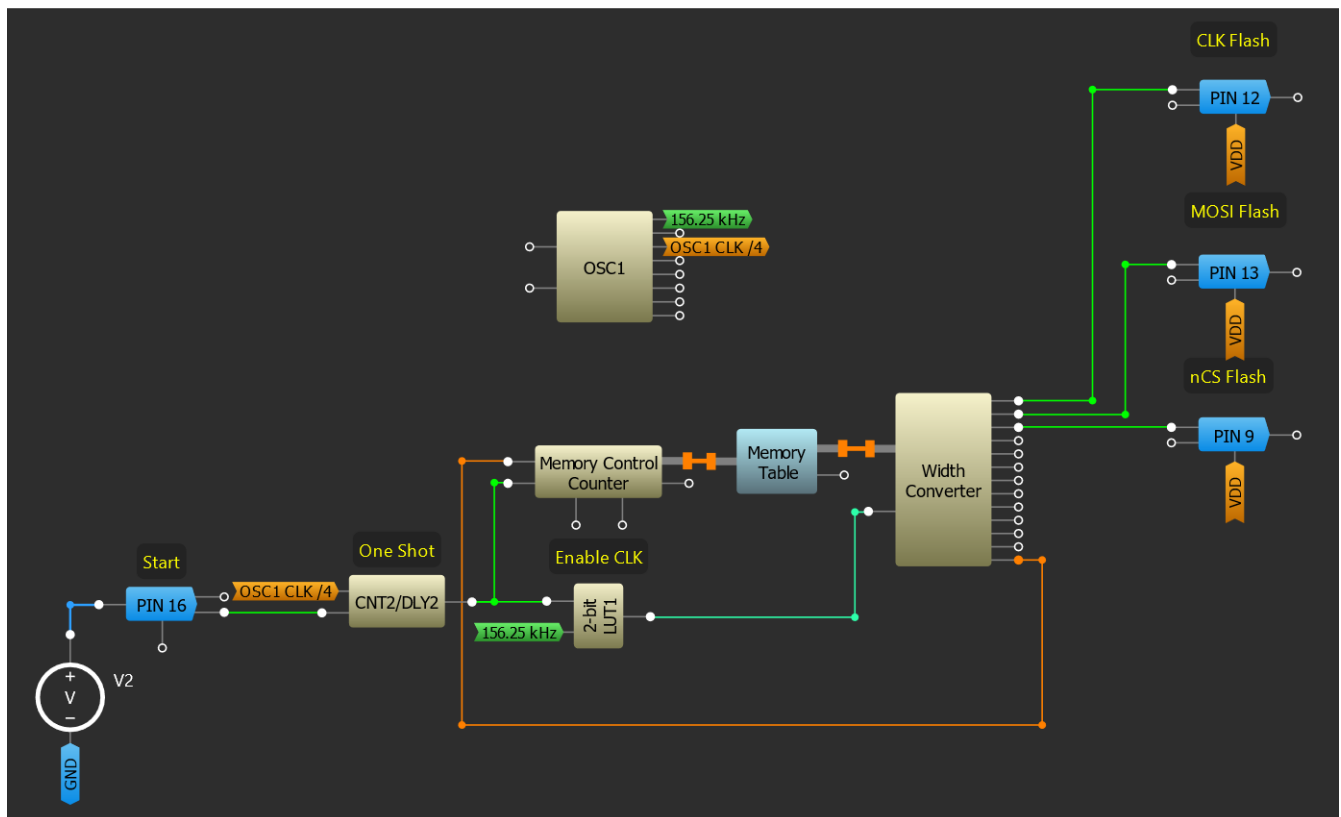 CLK Flash
PIN 12
VDD
MOSI Flash
156.25 kHz
OSC1
OSC1 CLK /4
PIN 13
VDD
nCS Flash
PIN 9
VDD
Memory Control
Counter
Memory
Table
Width
Converter
One Shot
Enable CLK
Start
OSC1 CLK /4
PIN 16
CNT2/DLY2
2-bit
LUT1
156.25 kHz
+
V
−
V2
GND